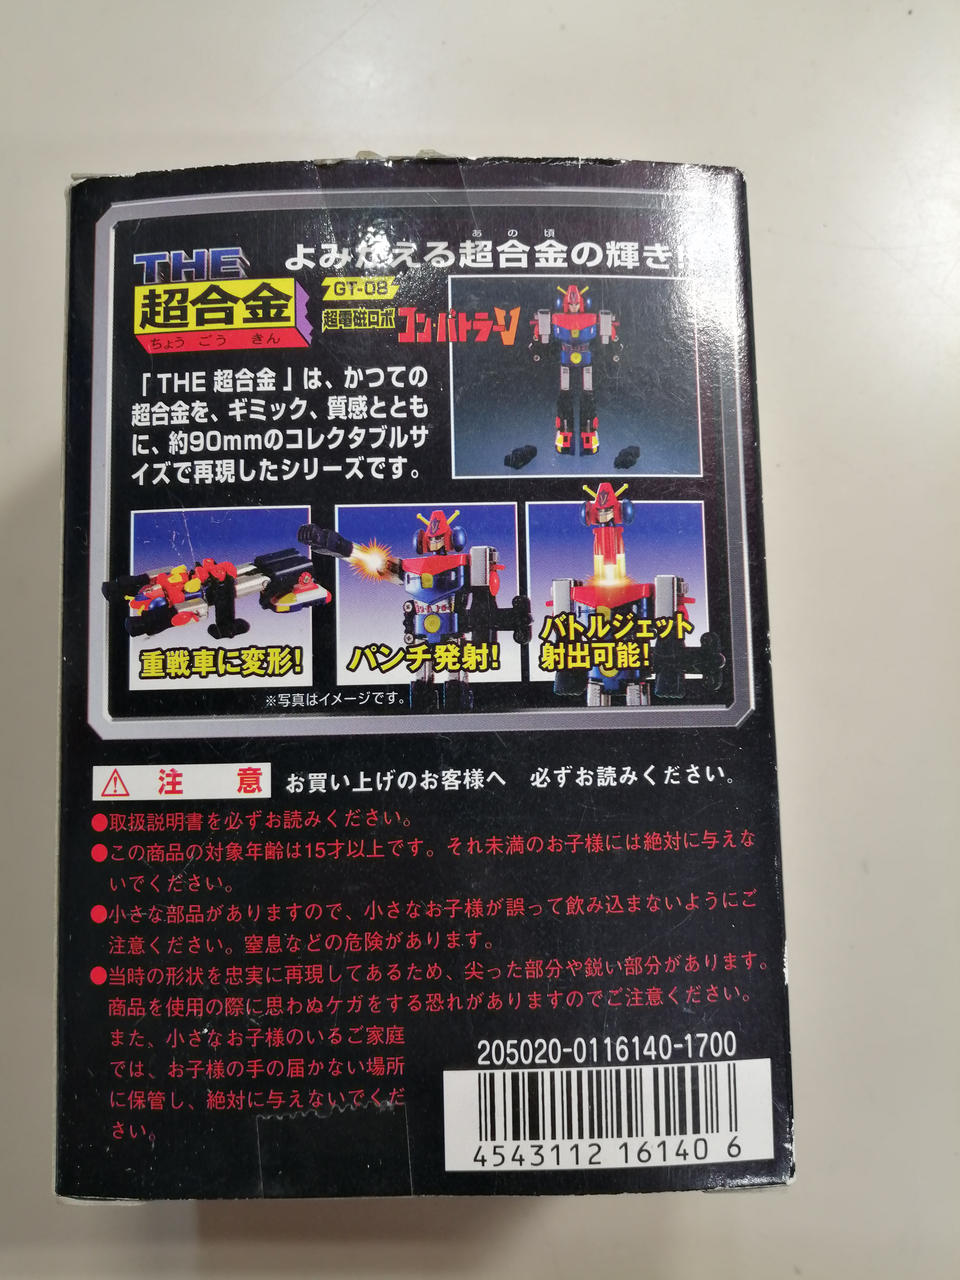 あの頃
よみがえる超合金の輝き!
THE
超合金
ちょうごうきん
GT-08
超電磁ロボ
コン・バトラーV
「THE 超合金」は、かつての
超合金を、ギミック、質感ととも
に、約90mmのコレクタブルサ
イズで再現したシリーズです。
重戦車に変形!
パンチ発射!
バトルジェット
射出可能!
※写真はイメージです。
注 意
お買い上げのお客様へ 必ずお読みください。
●取扱説明書を必ずお読みください。
●この商品の対象年齢は15才以上です。それ未満のお子様には絶対に与えな
いでください。
●小さな部品がありますので、小さなお子様が誤って飲み込まないようにご
注意ください。窒息などの危険があります。
●当時の形状を忠実に再現してあるため、尖った部分や鋭い部分があります。
商品を使用の際に思わぬケガをする恐れがありますのでご注意ください。
また、小さなお子様のいるご家庭
では、お子様の手の届かない場所
に保管し、絶対に与えないでくだ
さい。
205020-0116140-1700
4543112 16140 6